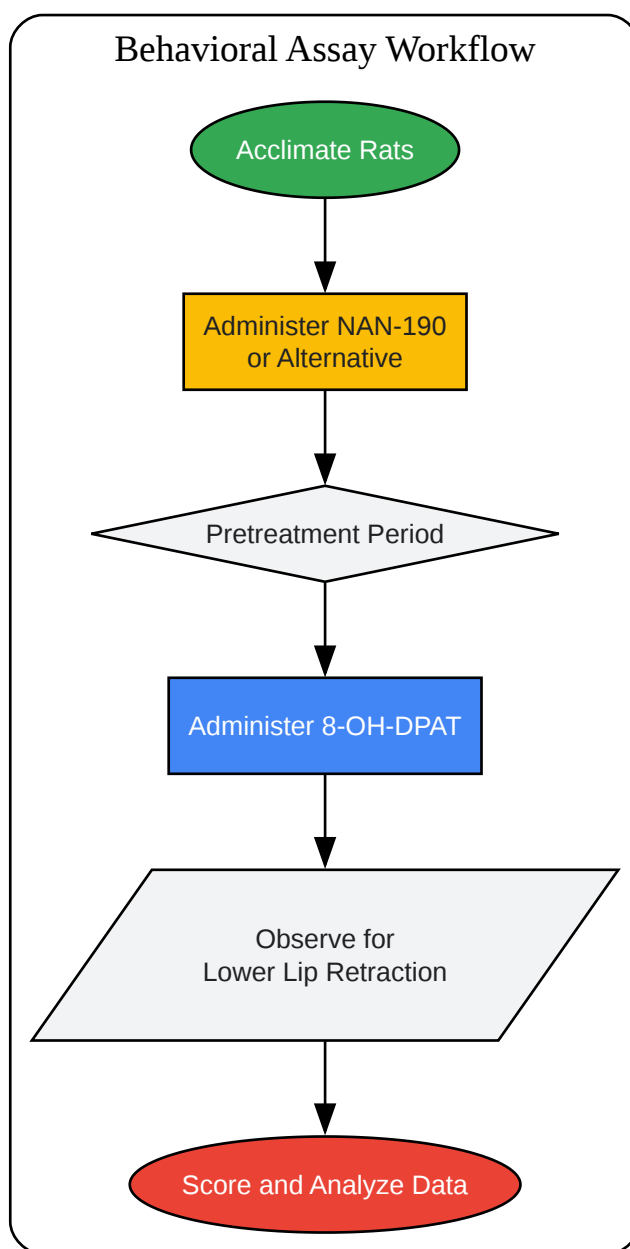 Behavioral Assay Workflow
Acclimate Rats
Administer NAN-190
or Alternative
Pretreatment Period
Administer 8-OH-DPAT
Observe for
Lower Lip Retraction
Score and Analyze Data